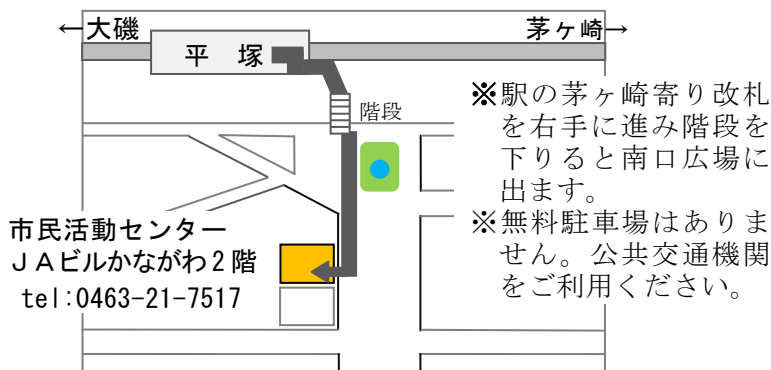 ←大磯
茅ヶ崎→
平 塚
階段
※駅の茅ヶ崎寄り改札
を右手に進み階段を
下りると南口広場に
出ます。
※無料駐車場はありま
せん。公共交通機関
をご利用ください。
市民活動センター
ＪＡビルかながわ２階
tel:0463-21-7517